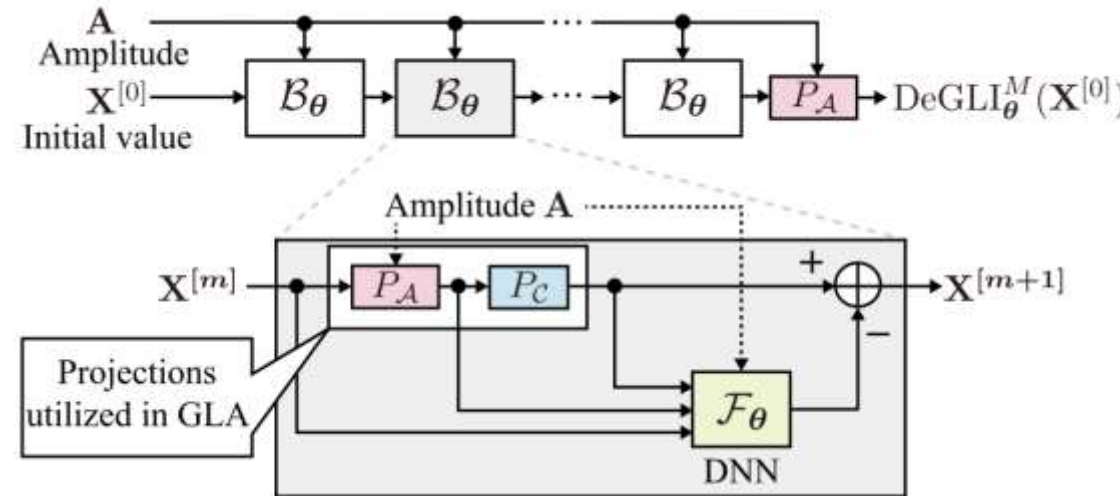 A
Amplitude
X^{[0]}
Initial value
ℬ_θ
ℬ_θ
...
...
ℬ_θ
P_𝒜
DeGLI_θ^M(X^{[0]})
Amplitude A
X^{[m]}
P_𝒜
P_𝒞
+
−
X^{[m+1]}
Projections
utilized in GLA
ℱ_θ
DNN